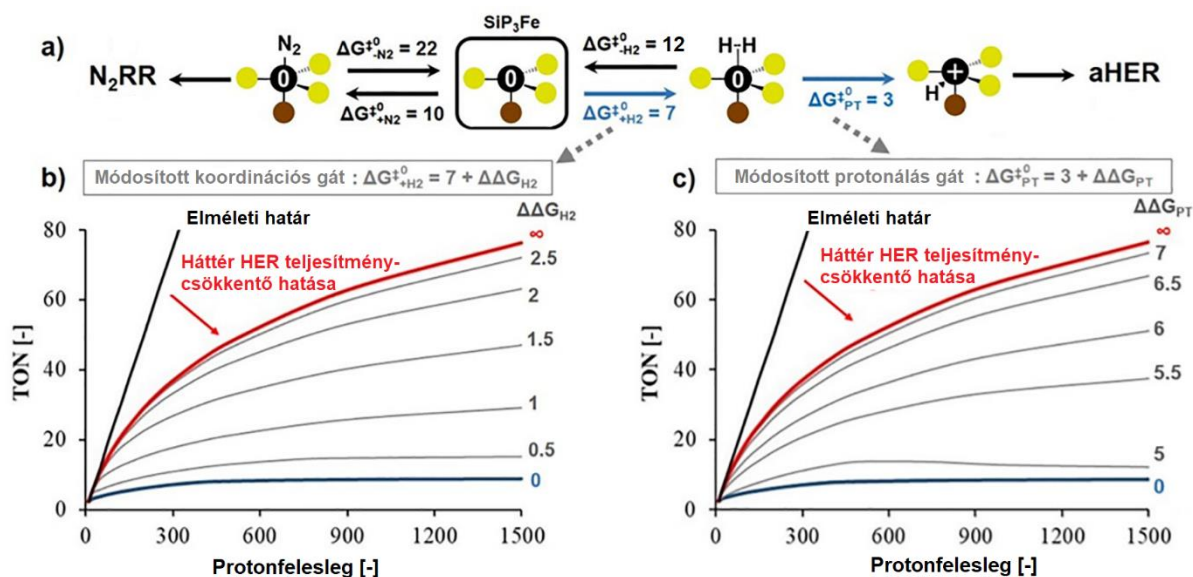 SiP₃Fe
a)
N₂RR
N₂
0
ΔG‡⁰-N2 = 22
ΔG‡⁰+N2 = 10
0
ΔG‡⁰-H2 = 12
ΔG‡⁰+H2 = 7
H-H
0
ΔG‡⁰PT = 3
+
H
aHER
b)
Módosított koordinációs gát : ΔG‡⁰+H2 = 7 + ΔΔGH2
80
60
40
20
0
TON [-]
Elméleti határ
Háttér HER teljesítmény-
csökkentő hatása
ΔΔGH2
∞
2.5
2
1.5
1
0.5
0
0 300 600 900 1200 1500
Protonfelesleg [-]
c)
Módosított protonálás gát : ΔG‡⁰PT = 3 + ΔΔGPT
80
60
40
20
0
TON [-]
Elméleti határ
Háttér HER teljesítmény-
csökkentő hatása
ΔΔGPT
∞
7
6.5
6
5.5
5
0
0 300 600 900 1200 1500
Protonfelesleg [-]